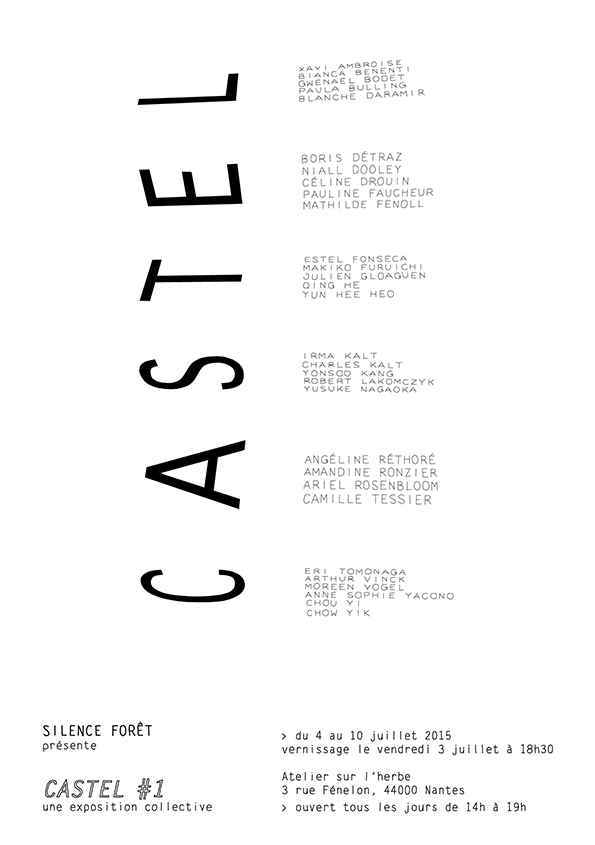 CASTEL
XAVI AMBROISE
BIANCA BENENTI
GWENAËL BODET
PAULA BULLING
BLANCHE DARAMIR
BORIS DÉTRAZ
NIALL DOOLEY
CÉLINE DROUIN
PAULINE FAUCHEUR
MATHILDE FENOLL
ESTEL FONSECA
MAKIKO FURUICHI
JULIEN GLOAGUEN
QING HE
YUN HEE HEO
IRMA KALT
CHARLES KALT
YONSOO KANG
ROBERT LAKOMCZYK
YUSUKE NAGAOKA
ANGÉLINE RÉTHORÉ
AMANDINE RONZIER
ARIEL ROSENBLOOM
CAMILLE TESSIER
ERI TOMONAGA
ARTHUR VINCK
MOREEN VOGEL
ANNE SOPHIE YACONO
CHOU YI
CHOW YIK
SILENCE FORÊT
présente
CASTEL #1
une exposition collective
> du 4 au 10 juillet 2015
vernissage le vendredi 3 juillet à 18h30
Atelier sur l'herbe
3 rue Fénelon, 44000 Nantes
> ouvert tous les jours de 14h à 19h